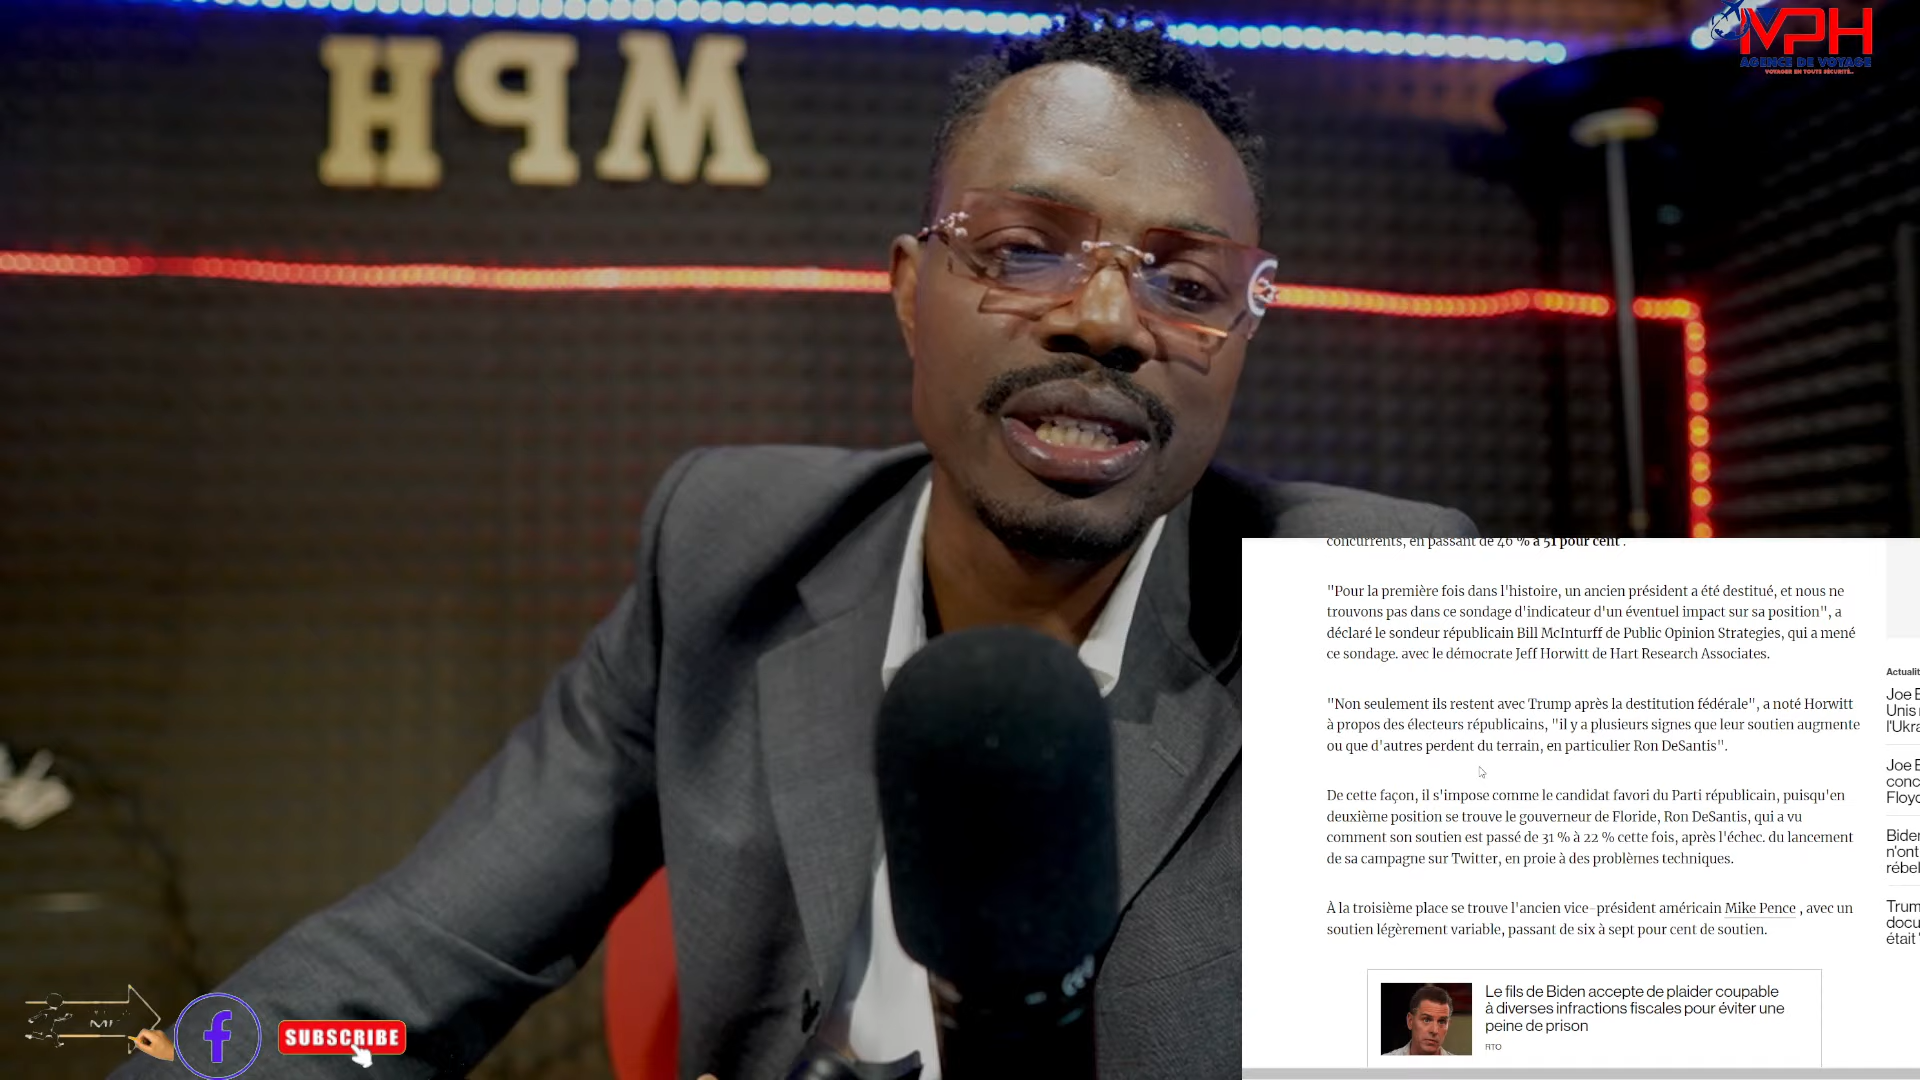 MPH
MPH
AGENCE DE VOYAGE
VOYAGER EN TOUTE SÉCURITÉ...
concurrents, en passant de 46 % à 51 pour cent .
"Pour la première fois dans l'histoire, un ancien président a été destitué, et nous ne
trouvons pas dans ce sondage d'indicateur d'un éventuel impact sur sa position", a
déclaré le sondeur républicain Bill McInturff de Public Opinion Strategies, qui a mené
ce sondage. avec le démocrate Jeff Horwitt de Hart Research Associates.
"Non seulement ils restent avec Trump après la destitution fédérale", a noté Horwitt
à propos des électeurs républicains, "il y a plusieurs signes que leur soutien augmente
ou que d'autres perdent du terrain, en particulier Ron DeSantis".
De cette façon, il s'impose comme le candidat favori du Parti républicain, puisqu'en
deuxième position se trouve le gouverneur de Floride, Ron DeSantis, qui a vu
comment son soutien est passé de 31 % à 22 % cette fois, après l'échec. du lancement
de sa campagne sur Twitter, en proie à des problèmes techniques.
À la troisième place se trouve l'ancien vice-président américain Mike Pence , avec un
soutien légèrement variable, passant de six à sept pour cent de soutien.
Le fils de Biden accepte de plaider coupable
à diverses infractions fiscales pour éviter une
peine de prison
RTO
Actualit
Joe B
Unis
l'Ukra
Joe B
conc
Floyd
Biden
n'ont
rébel
Trum
docu
était
f
SUBSCRIBE